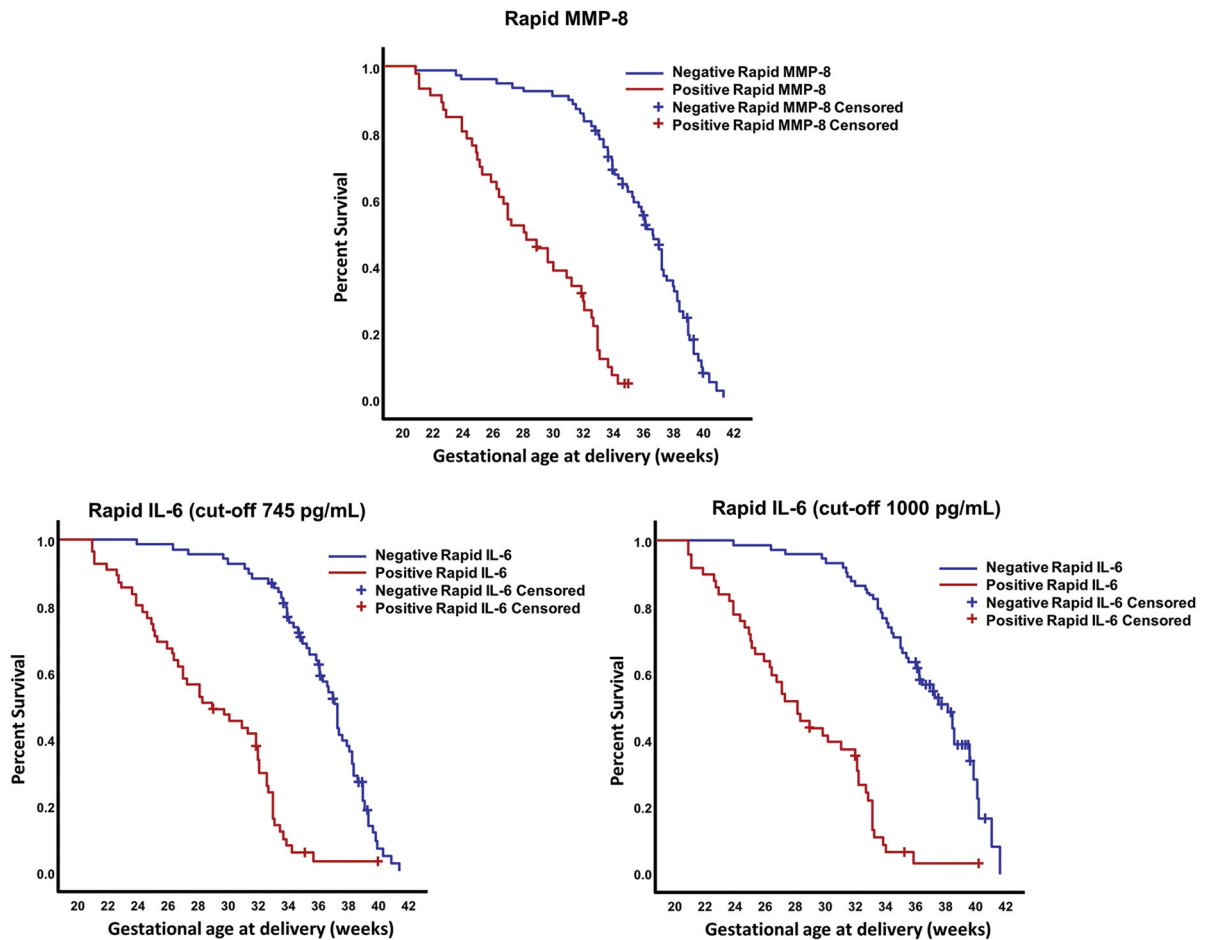 Rapid MMP-8
Negative Rapid MMP-8
Positive Rapid MMP-8
Negative Rapid MMP-8 Censored
Positive Rapid MMP-8 Censored
Percent Survival
1.0
0.8
0.6
0.4
0.2
0.0
20 22 24 26 28 30 32 34 36 38 40 42
Gestational age at delivery (weeks)
Rapid IL-6 (cut-off 745 pg/mL)
Negative Rapid IL-6
Positive Rapid IL-6
Negative Rapid IL-6 Censored
Positive Rapid IL-6 Censored
Percent Survival
1.0
0.8
0.6
0.4
0.2
0.0
20 22 24 26 28 30 32 34 36 38 40 42
Gestational age at delivery (weeks)
Rapid IL-6 (cut-off 1000 pg/mL)
Negative Rapid IL-6
Positive Rapid IL-6
Negative Rapid IL-6 Censored
Positive Rapid IL-6 Censored
Percent Survival
1.0
0.8
0.6
0.4
0.2
0.0
20 22 24 26 28 30 32 34 36 38 40 42
Gestational age at delivery (weeks)